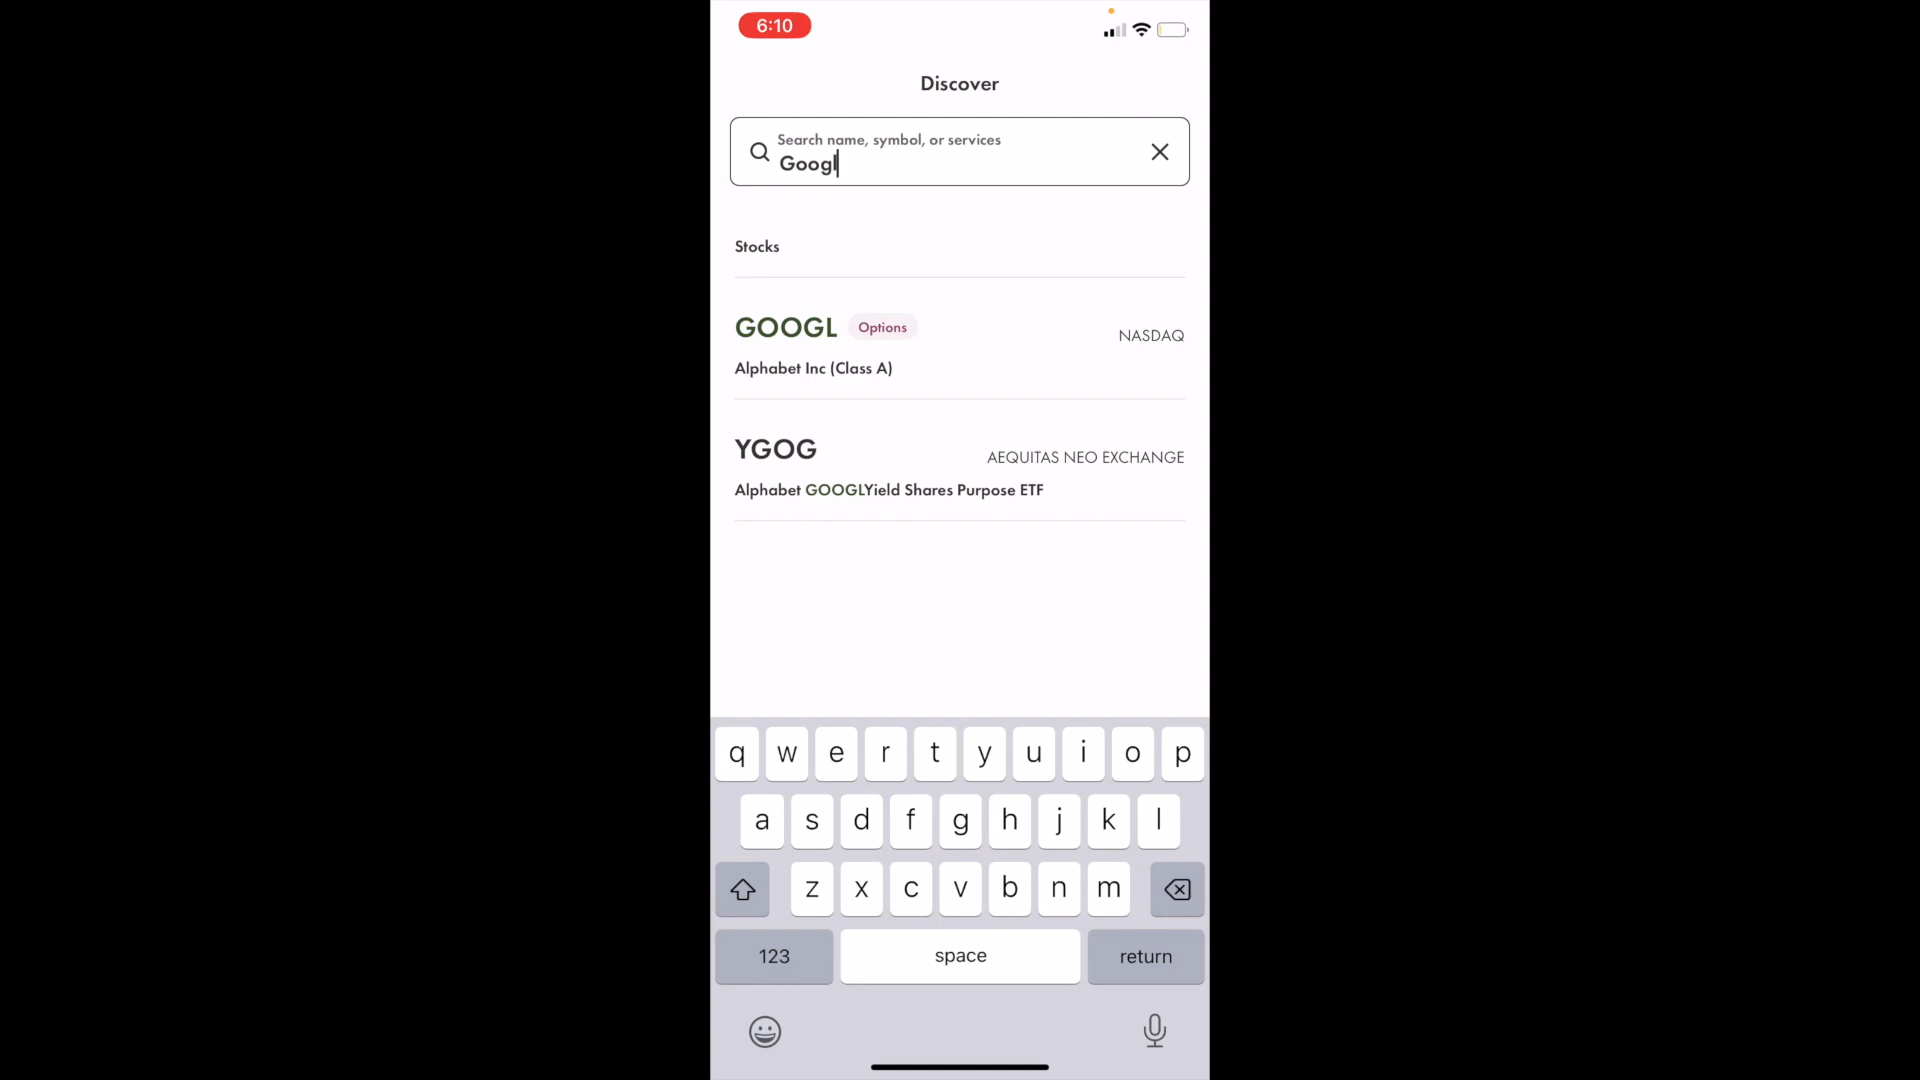 6:10
Discover
Search name, symbol, or services
Googl
Stocks
GOOGL Options NASDAQ
Alphabet Inc (Class A)
YGOG AEQUITAS NEO EXCHANGE
Alphabet GOOGLYield Shares Purpose ETF
q w e r t y u i o p
a s d f g h j k l
z x c v b n m
123 space return